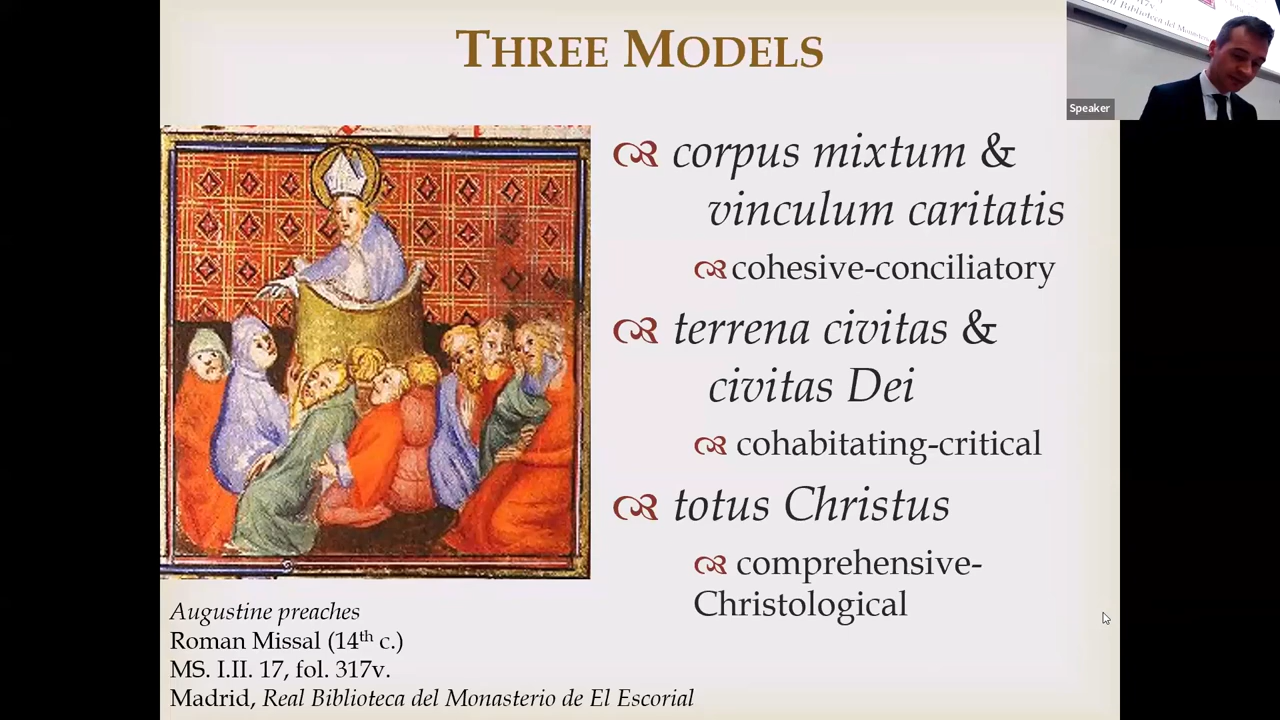 THREE MODELS
corpus mixtum &
vinculum caritatis
cohesive-conciliatory
terrena civitas &
civitas Dei
cohabitating-critical
totus Christus
comprehensive-
Christological
Augustine preaches
Roman Missal (14th c.)
MS. I.II. 17, fol. 317v.
Madrid, Real Biblioteca del Monasterio de El Escorial
Speaker